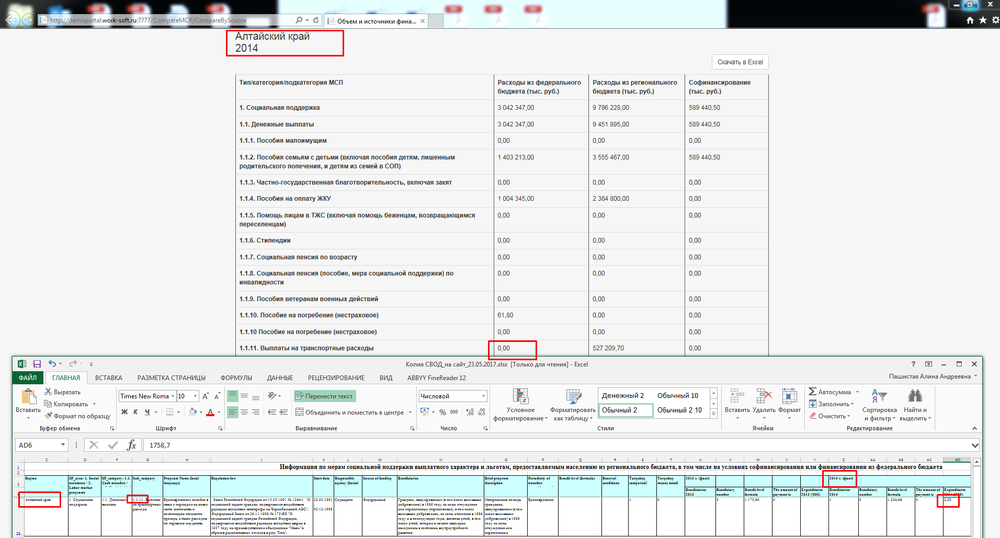 http://demoportal.work-soft.ru:7777/CompareMCP/CompareBySource
Объем и источники фина...
Алтайский край
2014
Скачать в Excel
Тип/категория/подкатегория МСП
Расходы из федерального бюджета (тыс. руб.)
Расходы из регионального бюджета (тыс. руб.)
Софинансирование (тыс. руб.)
1. Социальная поддержка 3 042 347,00 9 796 228,00 589 440,50
1.1. Денежные выплаты 3 042 347,00 9 451 895,00 589 440,50
1.1.1. Пособия малоимущим 0,00 0,00 0,00
1.1.2. Пособия семьям с детьми (включая пособия детям, лишенным 1 403 213,00 3 555 467,00 589 440,50
родительского попечения, и детям из семей в СОП)
1.1.3. Частно-государственная благотворительность, включая закят 0,00 0,00 0,00
1.1.4. Пособия на оплату ЖКУ 1 004 345,00 2 384 800,00 0,00
1.1.5. Помощь лицам в ТЖС (включая помощь беженцам, возвращающимся 0,00 0,00 0,00
переселенцам)
1.1.6. Стипендии 0,00 0,00 0,00
1.1.7. Социальная пенсия по возрасту 0,00 0,00 0,00
1.1.8. Социальная пенсия (пособие, мера социальной поддержки) по 0,00 0,00 0,00
инвалидности
1.1.9. Пособия ветеранам военных действий 0,00 0,00 0,00
1.1.10. Пособие на погребение (нестраховое) 61,80 0,00 0,00
1.1.10 Пособие на погребение (нестраховое) 0,00 0,00 0,00
1.1.11. Выплаты на транспортные расходы 0,00 527 209,70 0,00
Копия СВОД_на сайт_23.05.2017.xlsx [Только для чтения] - Excel
ФАЙЛ ГЛАВНАЯ ВСТАВКА РАЗМЕТКА СТРАНИЦЫ ФОРМУЛЫ ДАННЫЕ РЕЦЕНЗИРОВАНИЕ ВИД ABBYY FineReader 12
Пашистая Алина Андреевна
Вставить
Вырезать
Копировать
Формат по образцу
Буфер обмена
Times New Roma 10
Ж К Ч
Шрифт
Перенести текст
Объединить и поместить в центре
Выравнивание
Числовой
% 000
Число
Условное форматирование
Форматировать как таблицу
Денежный 2 Обычный 10
Обычный 2 Обычный 2 10
Стили
Вставить Удалить Формат
Ячейки
Автосумма
Заполнить
Очистить
Сортировка и фильтр
Найти и выделить
Редактирование
AD6 fx 1758,7
C D F G H J K L M N O P Q R S T U V W X Y Z AA AB AC AD
1 Информация по мерам социальной поддержки выплатного характера и льготам, предоставляемым населению из регионального бюджета, в том числе на условиях софинансирования или финансирования из федерального бюджета
2
3
Region
SP_area: 1. Social assistance / 2. Labor market programs
SP_category: 1.1. Cash transfers /
Sub_category
Program Name (local language)
Regulation/law
Start date
Responsible agency (Social
Source of funding
Beneficiaries
Brief program description
Periodicity of transfers
Benefit level (formula)
Renewal conditions
Targeting categorical
Targeting means tested
2013 г. (факт)
2014 г. (факт)
Beneficiaries 2013
Beneficiary number
Benefit level formula
The amount of payment is
Expenditures 2013 ('000)
Beneficiaries 2014
Beneficiary number
Benefit level formula
The amount of payment is
Expenditures
28
Алтайский край
1. Социальная поддержка
1.1. Денежные выплаты
1.1.11. Выплаты на транспортные расходы
Единовременное пособие в связи с переездом на новое место жительства и компенсация стоимости проезда, а также расходов по перевозке имущества
Закон Российской Федерации от 15.05.1991 № 1244-1 "О социальной защите граждан, подвергшихся воздействию радиации вследствие катастрофы на Чернобыльской АЭС"; Федеральный Закон от 26.11.1998 № 175-ФЗ "О социальной защите граждан Российской Федерации, подвергшихся воздействию радиации вследствие аварии в 1957 году на производственном объединении "Маяк" и сбросов радиоактивных отходов в реку Теча";
23.05.1991, 02.12.1998
Соцзащита
Федеральный
Граждане, эвакуированные (в том числе выехавшие добровольно) в 1986 году из зоны отчуждения или переселенные (переселяемые), в том числе выехавшие добровольно, из зоны отселения в 1986 году и в последующие годы, включая детей, в том числе детей, которые в момент эвакуации находились в состоянии внутриутробного развития.
Материальная помощь гражданам, эвакуированным (в том числе выехавшим добровольно) в 1986 году из зоны отчуждения или переселенным
Единовременно
1 0 3 1 175,66 0 1 3 1 234,44 0 2,50